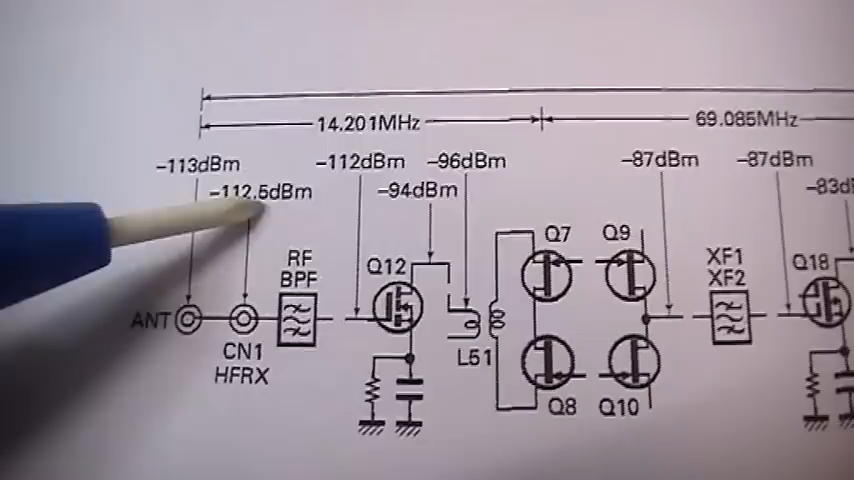 14.201MHz
69.085MHz
-113dBm
-112dBm
-96dBm
-87dBm
-87dBm
-112.5dBm
-94dBm
Q7
Q9
RF
BPF
Q12
XF1
XF2
Q18
ANT
CN1
HFRX
L51
Q8
Q10